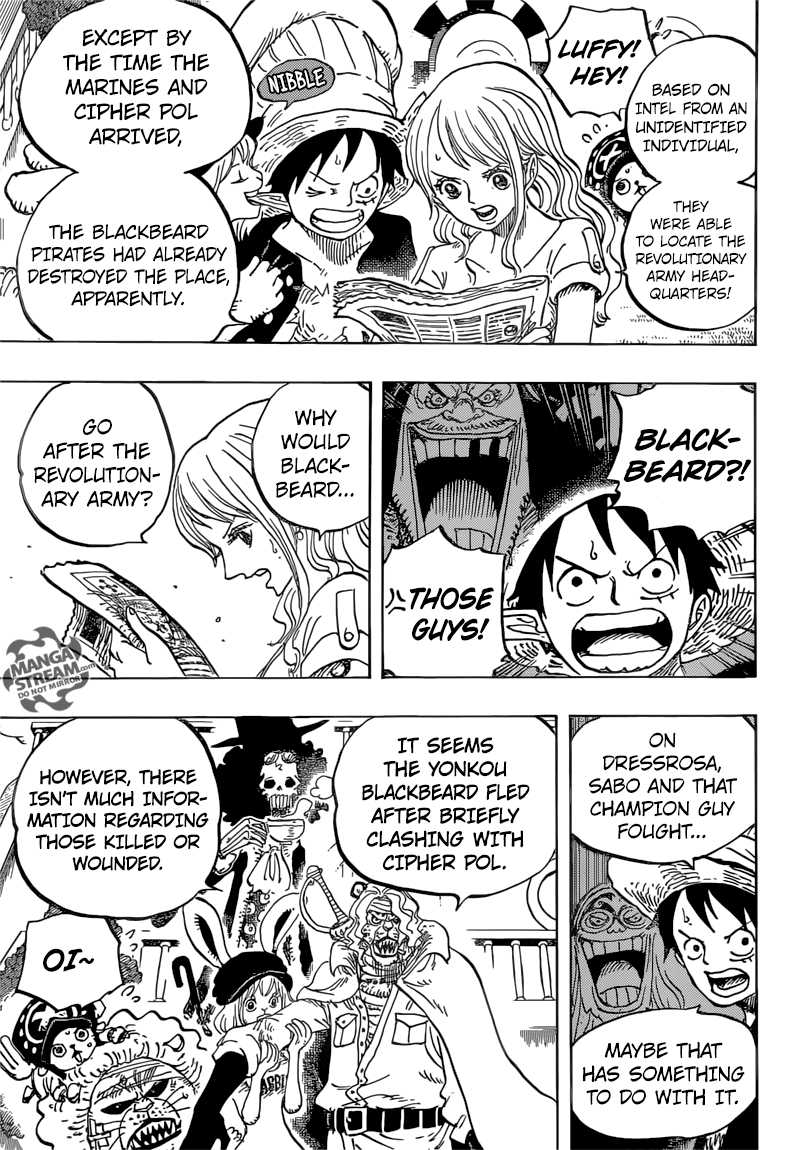 BASED ON
INTEL FROM AN
UNIDENTIFIED
INDIVIDUAL,
THEY
WERE ABLE
TO LOCATE THE
REVOLUTIONARY
ARMY HEAD-
QUARTERS!
LUFFY!
HEY!
NIBBLE
EXCEPT BY
THE TIME THE
MARINES AND
CIPHER POL
ARRIVED,
THE BLACKBEARD
PIRATES HAD ALREADY
DESTROYED THE PLACE,
APPARENTLY.
BLACK-
BEARD?!
THOSE
GUYS!
WHY
WOULD
BLACK-
BEARD...
GO
AFTER THE
REVOLUTION-
ARY ARMY?
MANGA
STREAM.com
DO NOT MIRROR
ON
DRESSROSA,
SABO AND THAT
CHAMPION GUY
FOUGHT...
MAYBE THAT
HAS SOMETHING
TO DO WITH IT.
IT SEEMS
THE YONKOU
BLACKBEARD FLED
AFTER BRIEFLY
CLASHING WITH
CIPHER POL.
HOWEVER, THERE
ISN'T MUCH INFOR-
MATION REGARDING
THOSE KILLED OR
WOUNDED.
OI~